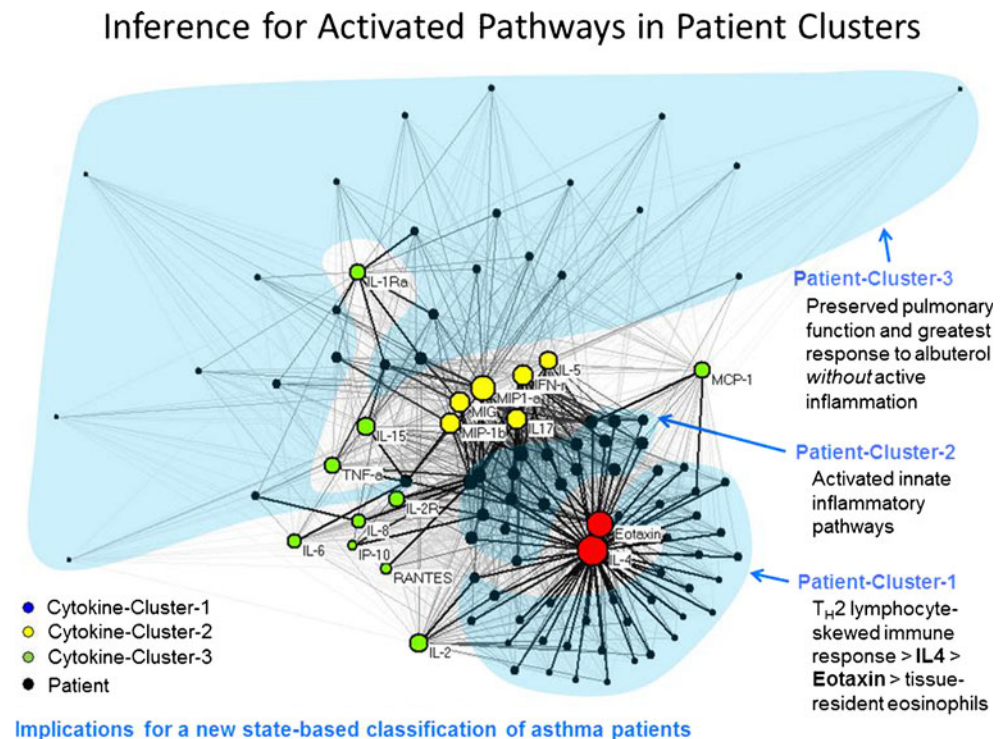 Inference for Activated Pathways in Patient Clusters
IL-1Ra
Patient-Cluster-3
Preserved pulmonary
function and greatest
response to albuterol
without active
inflammation
IL-5
IFN-r
MCP-1
MIP1-a
MIG
MIP-1b
IL17
IL-15
Patient-Cluster-2
Activated innate
inflammatory
pathways
TNF-a
IL-2R
IL-8
Eotaxin
IL-6
IP-10
IL-4
RANTES
Patient-Cluster-1
TH2 lymphocyte-
skewed immune
response > IL4 >
Eotaxin > tissue-
resident eosinophils
Cytokine-Cluster-1
Cytokine-Cluster-2
Cytokine-Cluster-3
Patient
IL-2
Implications for a new state-based classification of asthma patients